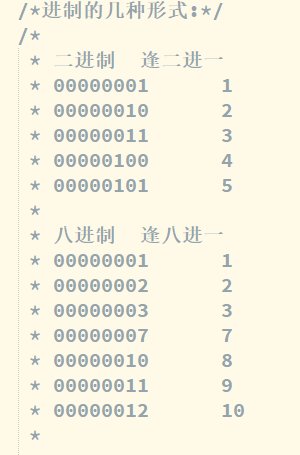 /*进制的几种形式:*/
/*
* 二进制 逢二进一
* 00000001 1
* 00000010 2
* 00000011 3
* 00000100 4
* 00000101 5
*
* 八进制 逢八进一
* 00000001 1
* 00000002 2
* 00000003 3
* 00000007 7
* 00000010 8
* 00000011 9
* 00000012 10
*